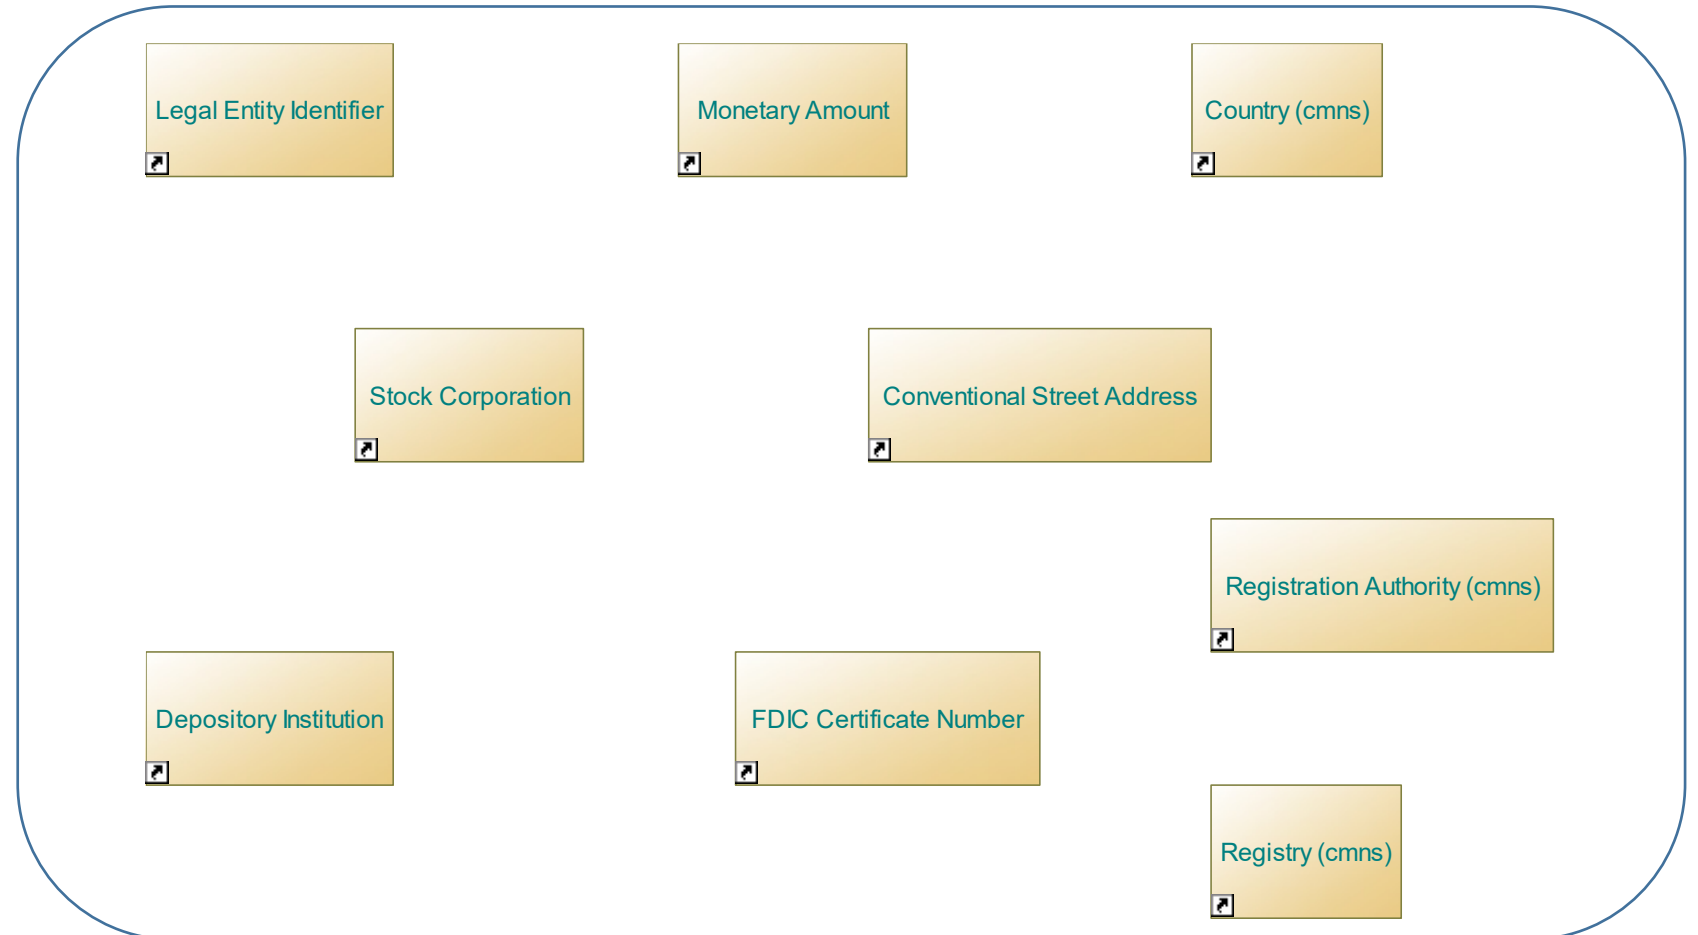 Legal Entity Identifier
Monetary Amount
Country (cmns)
Stock Corporation
Conventional Street Address
Registration Authority (cmns)
Depository Institution
FDIC Certificate Number
Registry (cmns)